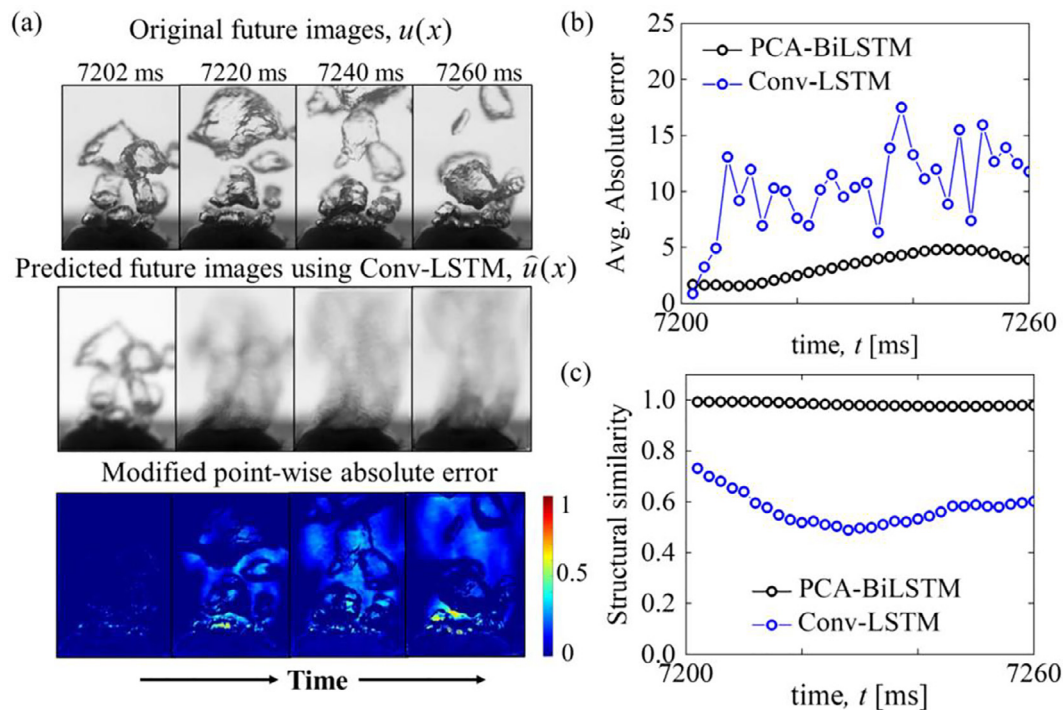 (a)
Original future images, u(x)
7202 ms 7220 ms 7240 ms 7260 ms
Predicted future images using Conv-LSTM, û(x)
Modified point-wise absolute error
1
0.5
0
Time
(b)
25
20
15
10
5
0
Avg. Absolute error
PCA-BiLSTM
Conv-LSTM
7200 7260
time, t [ms]
(c)
1.0
0.8
0.6
0.4
0.2
0.0
Structural similarity
PCA-BiLSTM
Conv-LSTM
7200 7260
time, t [ms]